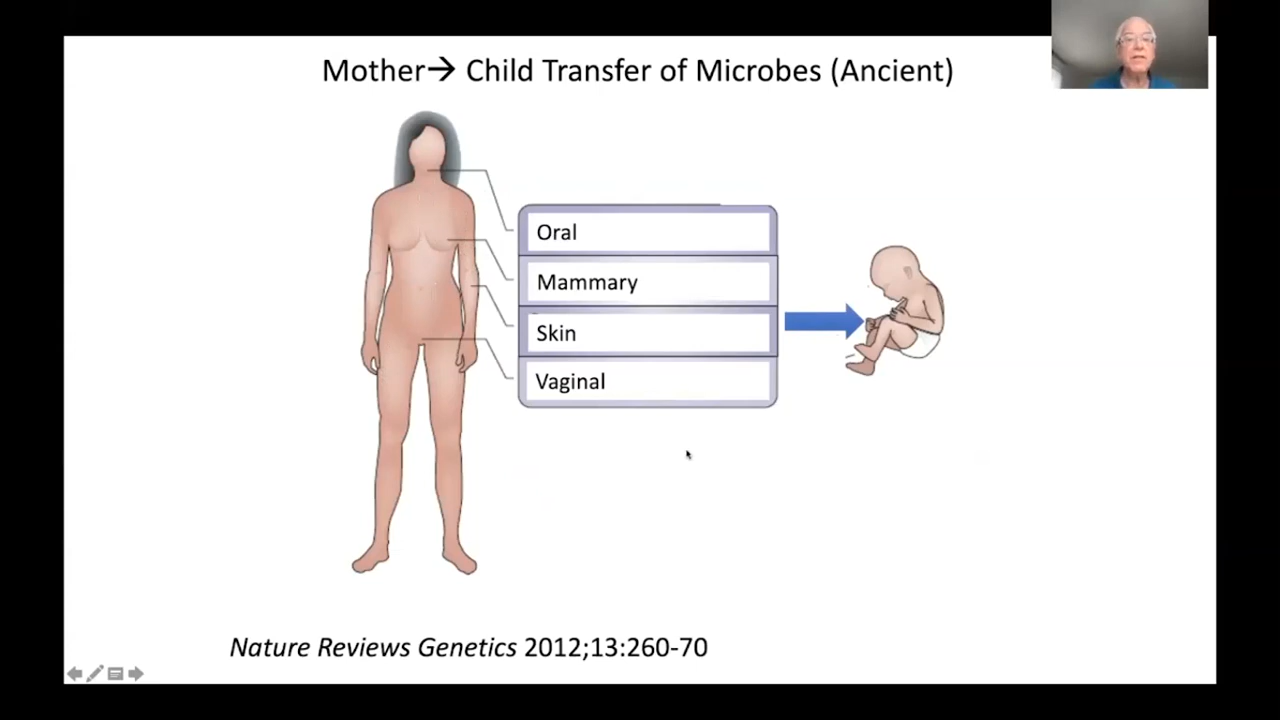 Mother→ Child Transfer of Microbes (Ancient)
Oral
Mammary
Skin
Vaginal
Nature Reviews Genetics 2012;13:260-70